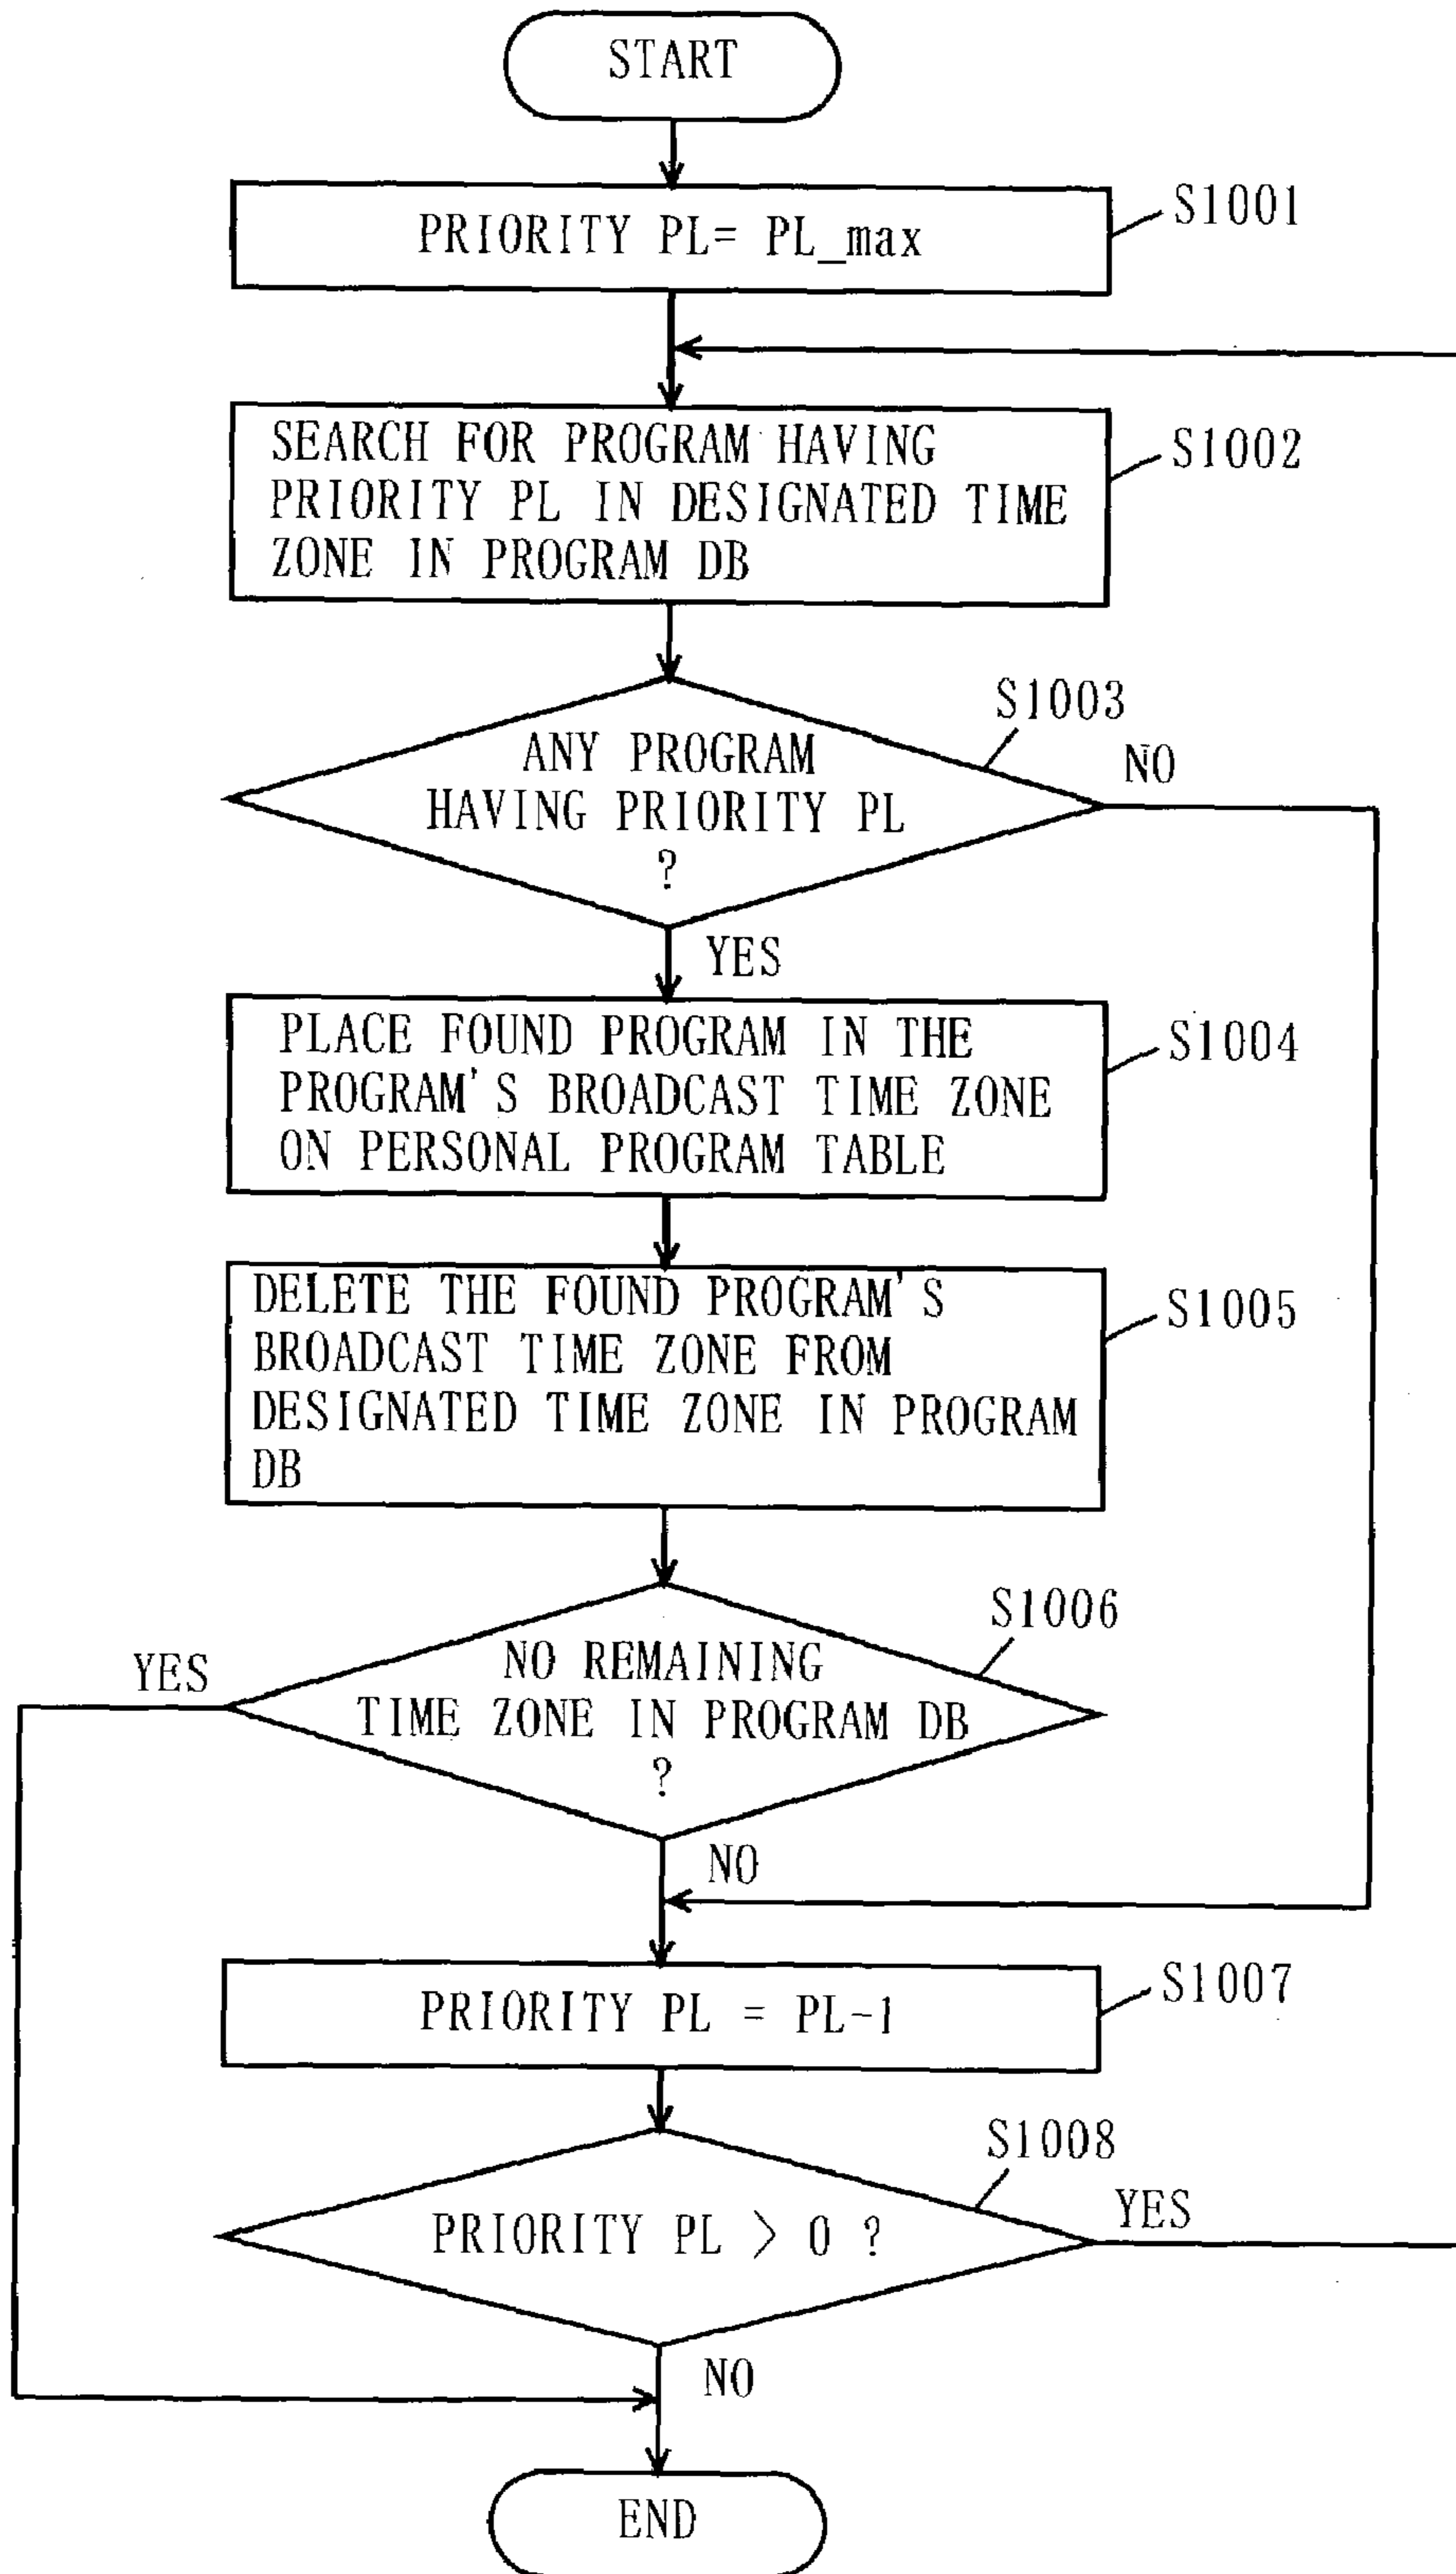 START
PRIORITY PL= PL_max
S1001
SEARCH FOR PROGRAM HAVING
PRIORITY PL IN DESIGNATED TIME
ZONE IN PROGRAM DB
S1002
ANY PROGRAM
HAVING PRIORITY PL
?
S1003
NO
YES
PLACE FOUND PROGRAM IN THE
PROGRAM'S BROADCAST TIME ZONE
ON PERSONAL PROGRAM TABLE
S1004
DELETE THE FOUND PROGRAM'S
BROADCAST TIME ZONE FROM
DESIGNATED TIME ZONE IN PROGRAM
DB
S1005
NO REMAINING
TIME ZONE IN PROGRAM DB
?
S1006
YES
NO
PRIORITY PL = PL-1
S1007
PRIORITY PL > 0 ?
S1008
YES
NO
END